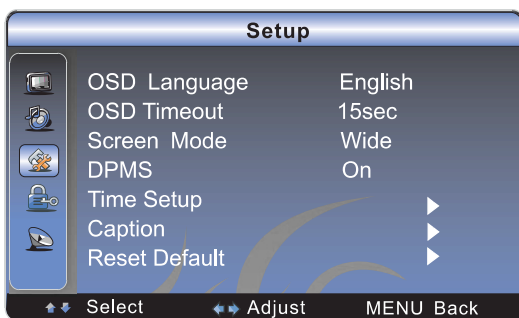 Setup
OSD Language English
OSD Timeout 15sec
Screen Mode Wide
DPMS On
Time Setup
Caption
Reset Default
Select Adjust MENU Back